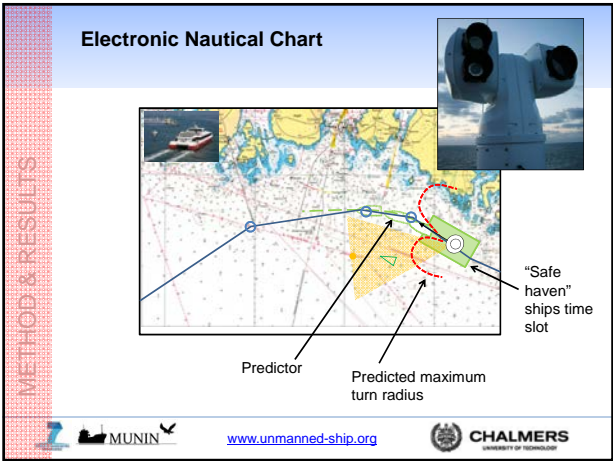 Electronic Nautical Chart
METHOD & RESULTS
"Safe
haven"
ships time
slot
Predictor
Predicted maximum
turn radius
MUNIN
www.unmanned-ship.org
CHALMERS
UNIVERSITY OF TECHNOLOGY